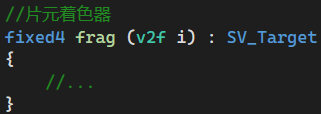 //片元着色器
fixed4 frag (v2f i) : SV_Target
{
    //...
}